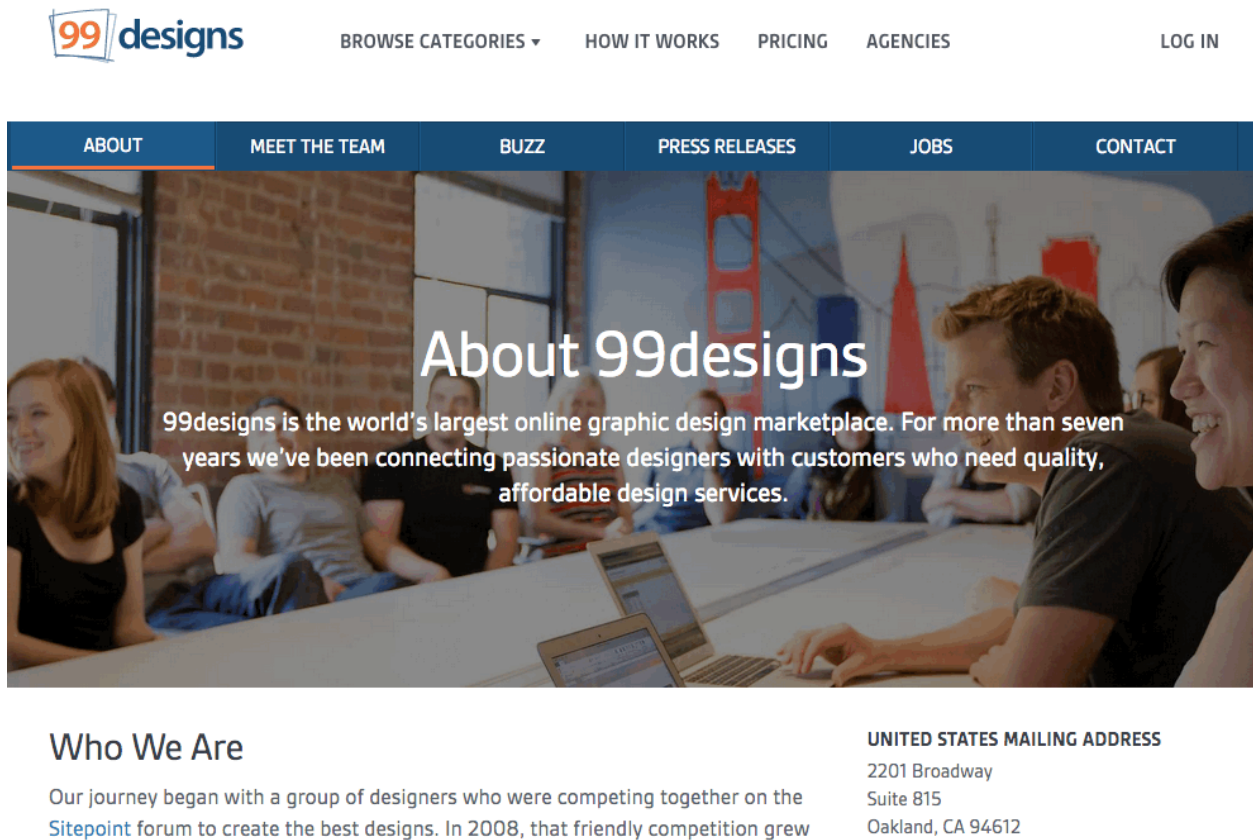 99 designs
BROWSE CATEGORIES ▾ HOW IT WORKS PRICING AGENCIES LOG IN
ABOUT MEET THE TEAM BUZZ PRESS RELEASES JOBS CONTACT
About 99designs
99designs is the world's largest online graphic design marketplace. For more than seven
years we've been connecting passionate designers with customers who need quality,
affordable design services.
Who We Are
Our journey began with a group of designers who were competing together on the
Sitepoint forum to create the best designs. In 2008, that friendly competition grew
UNITED STATES MAILING ADDRESS
2201 Broadway
Suite 815
Oakland, CA 94612